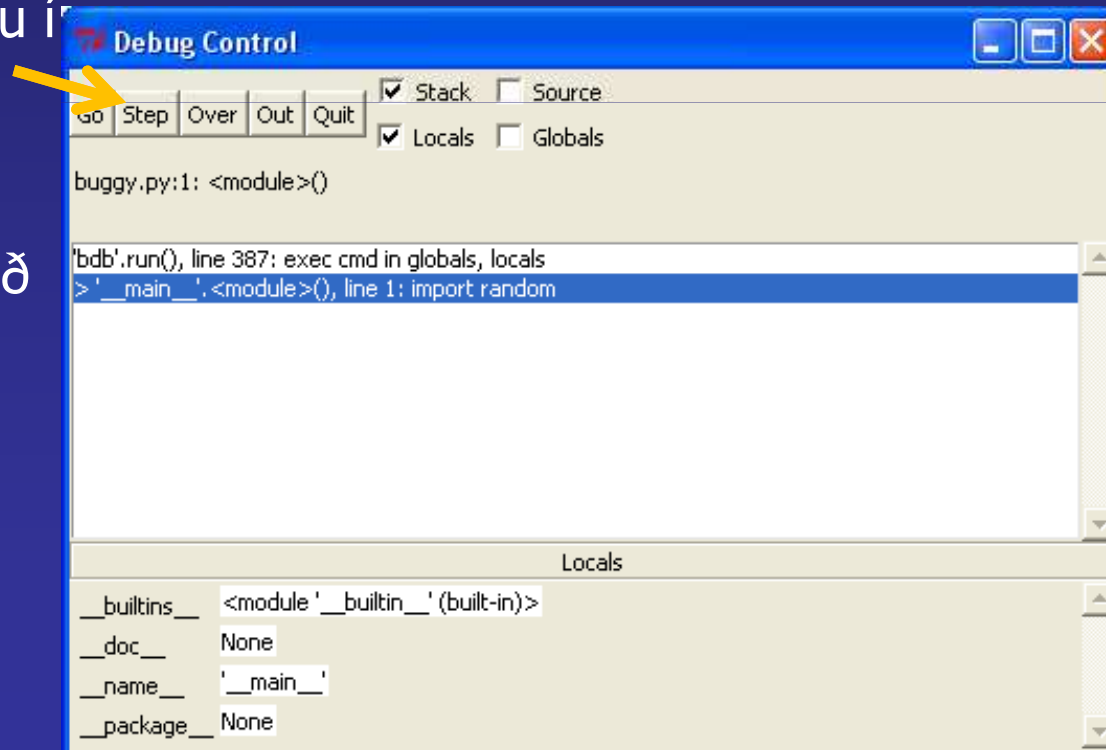 u í
Debug Control
Go Step Over Out Quit
Stack Source
Locals Globals
buggy.py:1: <module>()
ð
'bdb'.run(), line 387: exec cmd in globals, locals
> '__main__'.<module>(), line 1: import random
Locals
__builtins__ <module '__builtin__' (built-in)>
__doc__ None
__name__ '__main__'
__package__ None